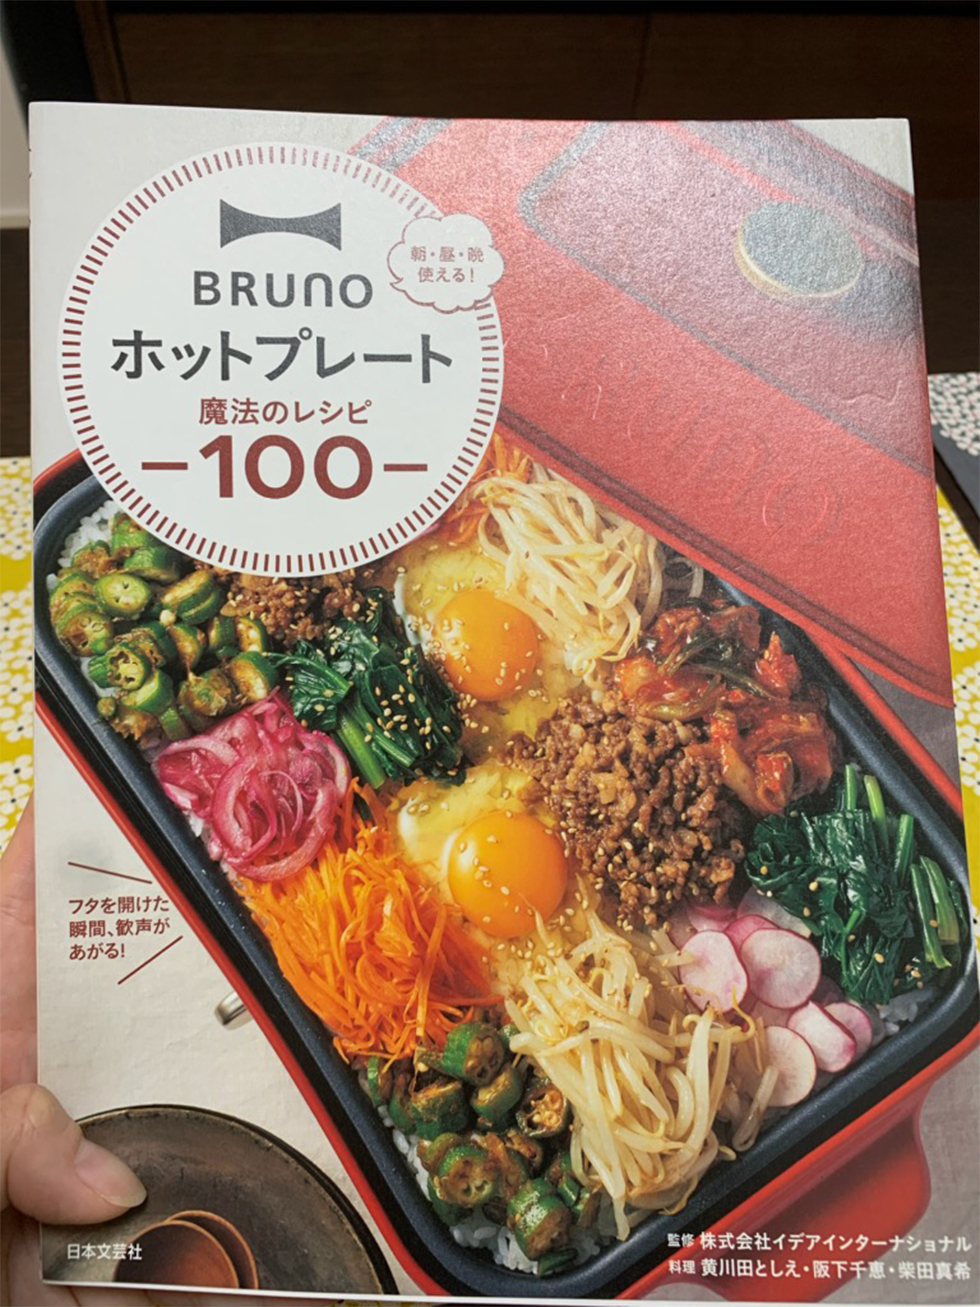 BRUNO
朝・昼・晩
使える!
ホットプレート
魔法のレシピ
100
BRUNO
フタを開けた
瞬間、歓声が
あがる!
日本文芸社
監修 株式会社イデアインターナショナル
料理 黄川田としえ・阪下千恵・柴田真希